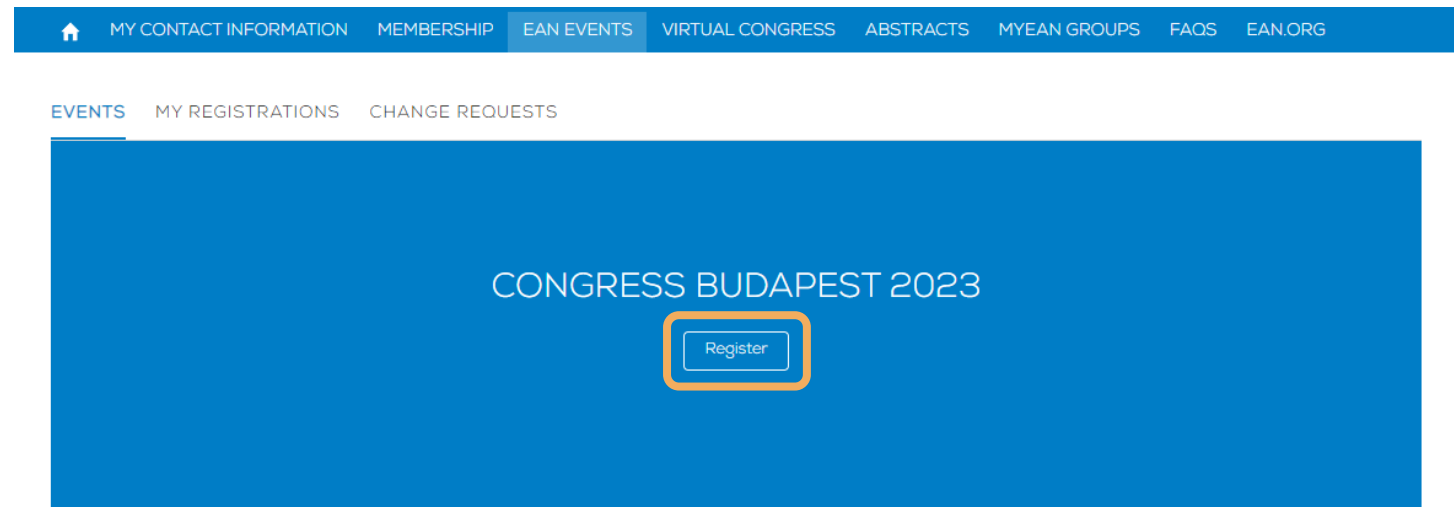 MY CONTACT INFORMATION MEMBERSHIP EAN EVENTS VIRTUAL CONGRESS ABSTRACTS MYEAN GROUPS FAQS EAN.ORG
EVENTS MY REGISTRATIONS CHANGE REQUESTS
CONGRESS BUDAPEST 2023
Register